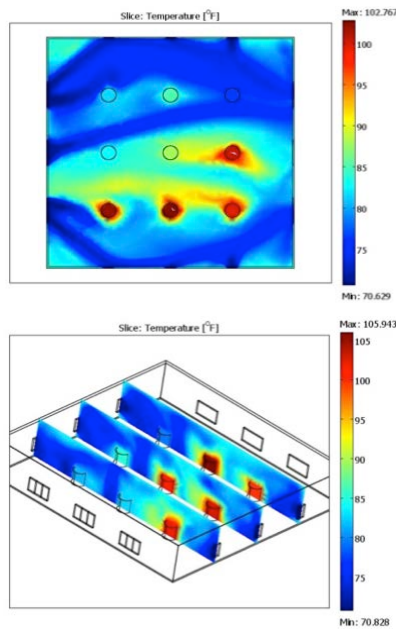 Slice: Temperature [°F]
Max: 102.767
100
95
90
85
80
75
Min: 70.629
Slice: Temperature [°F]
Max: 105.943
105
100
95
90
85
80
75
Min: 70.828